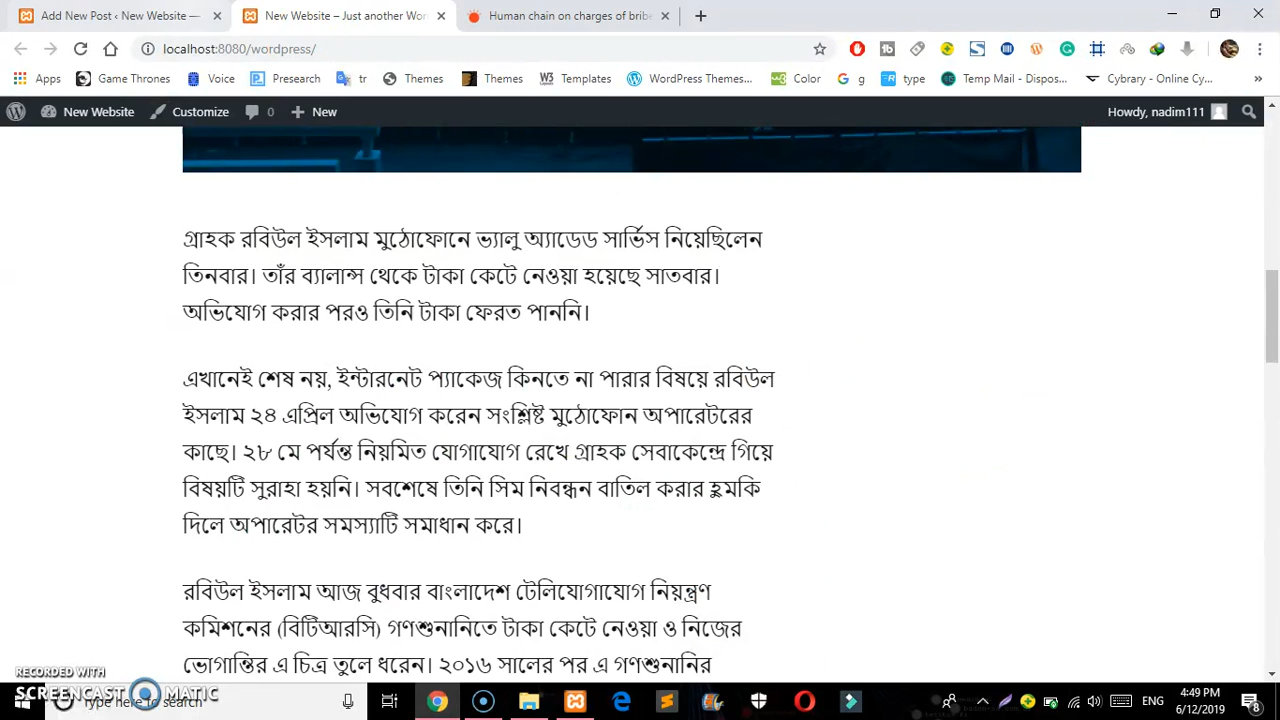 Add New Post ‹ New Website —
New Website – Just another Wor
Human chain on charges of bribe
localhost:8080/wordpress/
Apps
Game Thrones
Voice
Presearch
tr
Themes
Themes
Templates
WordPress Themes...
Color
g
type
Temp Mail - Dispos...
Cybrary - Online Cy...
New Website
Customize
0
New
Howdy, nadim111
গ্রাহক রবিউল ইসলাম মুঠোফোনে ভ্যালু অ্যাডেড সার্ভিস নিয়েছিলেন
তিনবার। তাঁর ব্যালান্স থেকে টাকা কেটে নেওয়া হয়েছে সাতবার।
অভিযোগ করার পরও তিনি টাকা ফেরত পাননি।
এখানেই শেষ নয়, ইন্টারনেট প্যাকেজ কিনতে না পারার বিষয়ে রবিউল
ইসলাম ২৪ এপ্রিল অভিযোগ করেন সংশ্লিষ্ট মুঠোফোন অপারেটরের
কাছে। ২৮ মে পর্যন্ত নিয়মিত যোগাযোগ রেখে গ্রাহক সেবাকেন্দ্রে গিয়ে
বিষয়টি সুরাহা হয়নি। সবশেষে তিনি সিম নিবন্ধন বাতিল করার হুমকি
দিলে অপারেটর সমস্যাটি সমাধান করে।
রবিউল ইসলাম আজ বুধবার বাংলাদেশ টেলিযোগাযোগ নিয়ন্ত্রণ
কমিশনের (বিটিআরসি) গণশুনানিতে টাকা কেটে নেওয়া ও নিজের
ভোগান্তির এ চিত্র তুলে ধরেন। ২০১৬ সালের পর এ গণশুনানির
RECORDED WITH
SCREENCAST MATIC
Type here to search
ENG
4:49 PM
6/12/2019
8